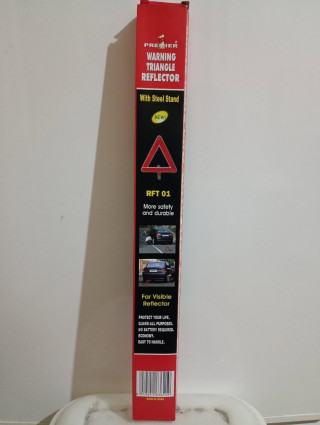 PREMIER
WARNING
TRIANGLE
REFLECTOR
With Steel Stand
NEW!
RFT 01
More safety
and durable
For Visible
Reflector
PROTECT YOUR LIFE.
GUARD ALL PURPOSES.
NO BATTERY REQUIRED.
ECONOMY.
EASY TO HANDLE.